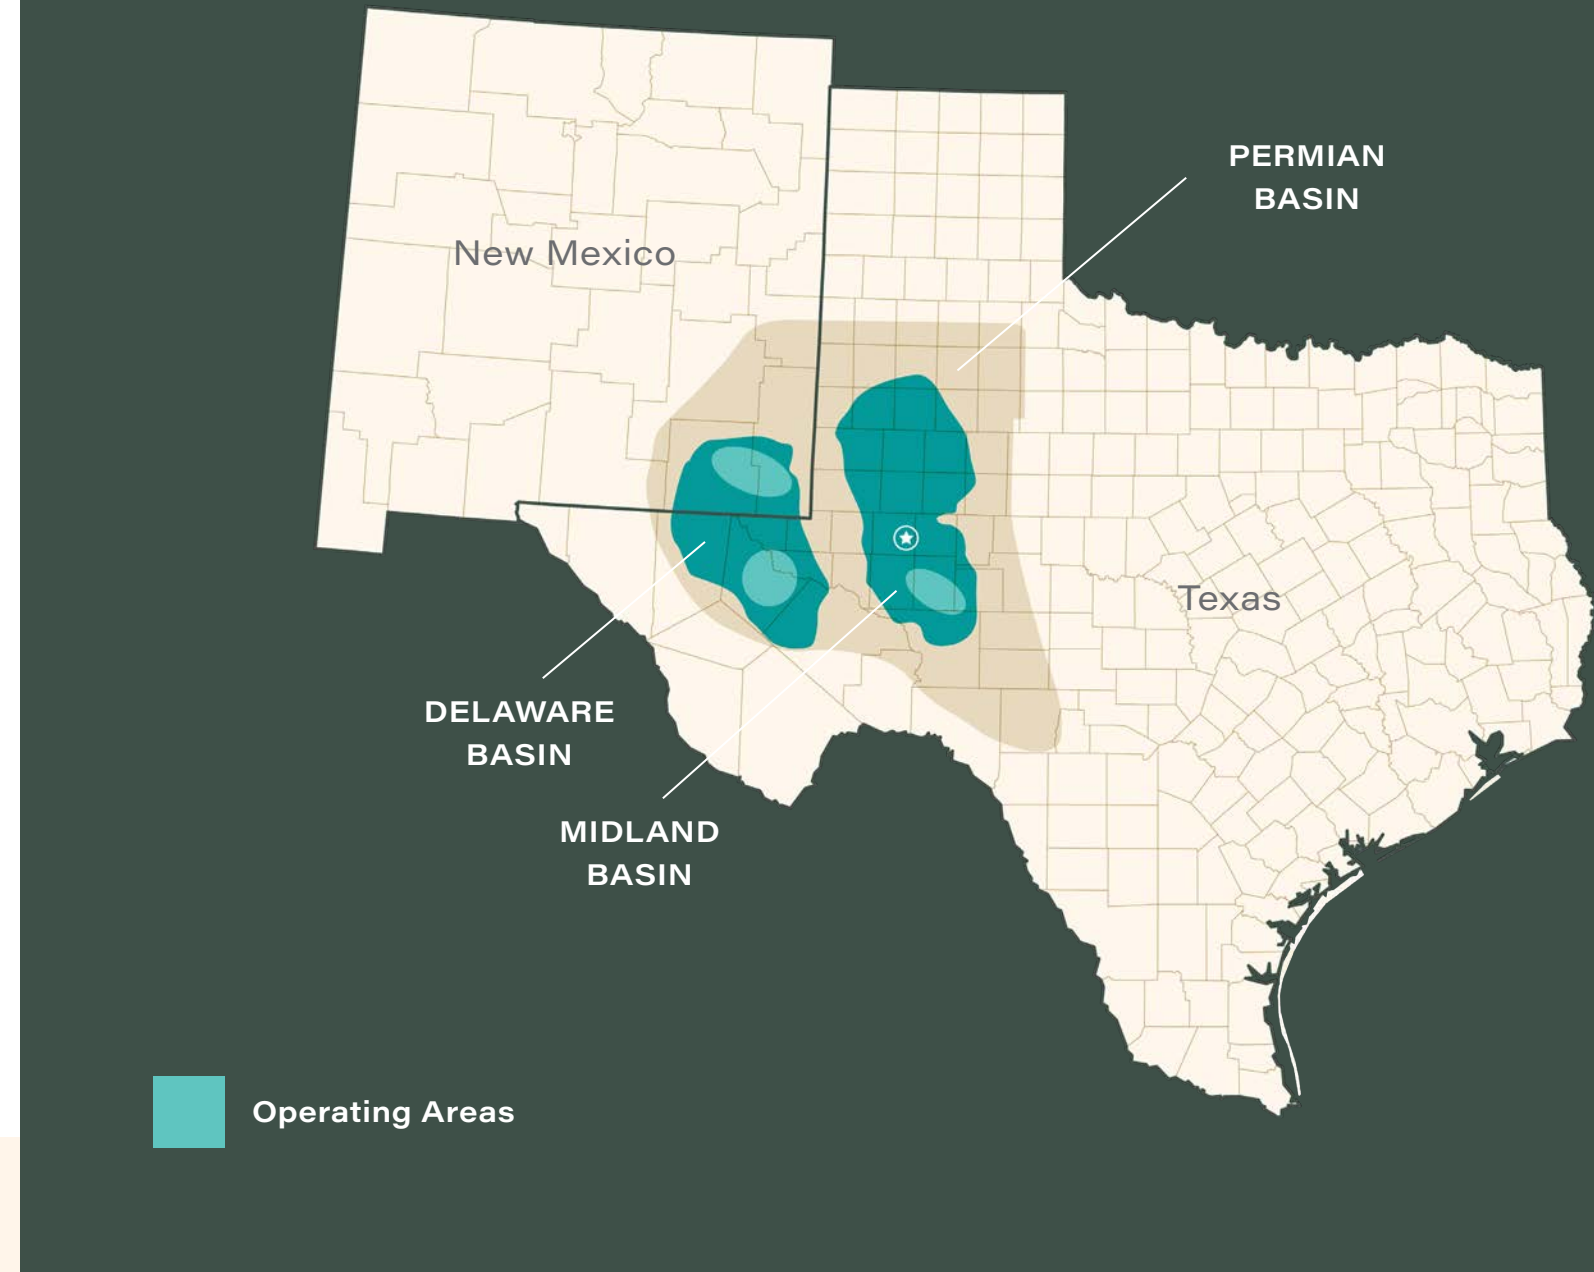 PERMIAN
BASIN
New Mexico
Texas
DELAWARE
BASIN
MIDLAND
BASIN
Operating Areas